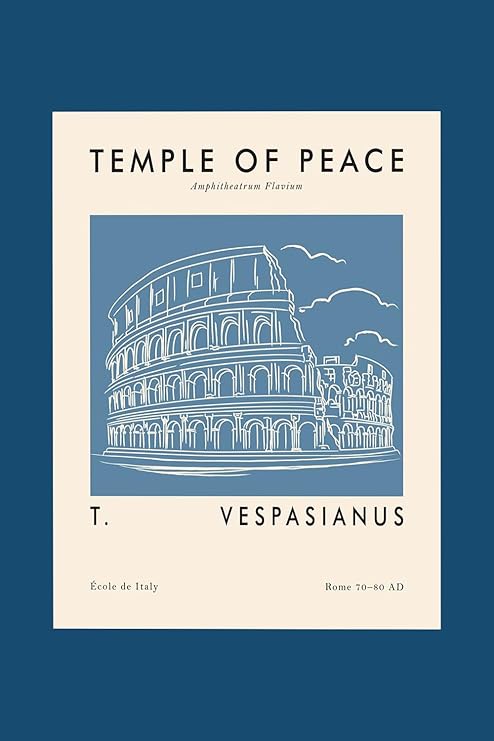 TEMPLE OF PEACE
Amphitheatrum Flavium
T. VESPASIANUS
École de Italy Rome 70–80 AD